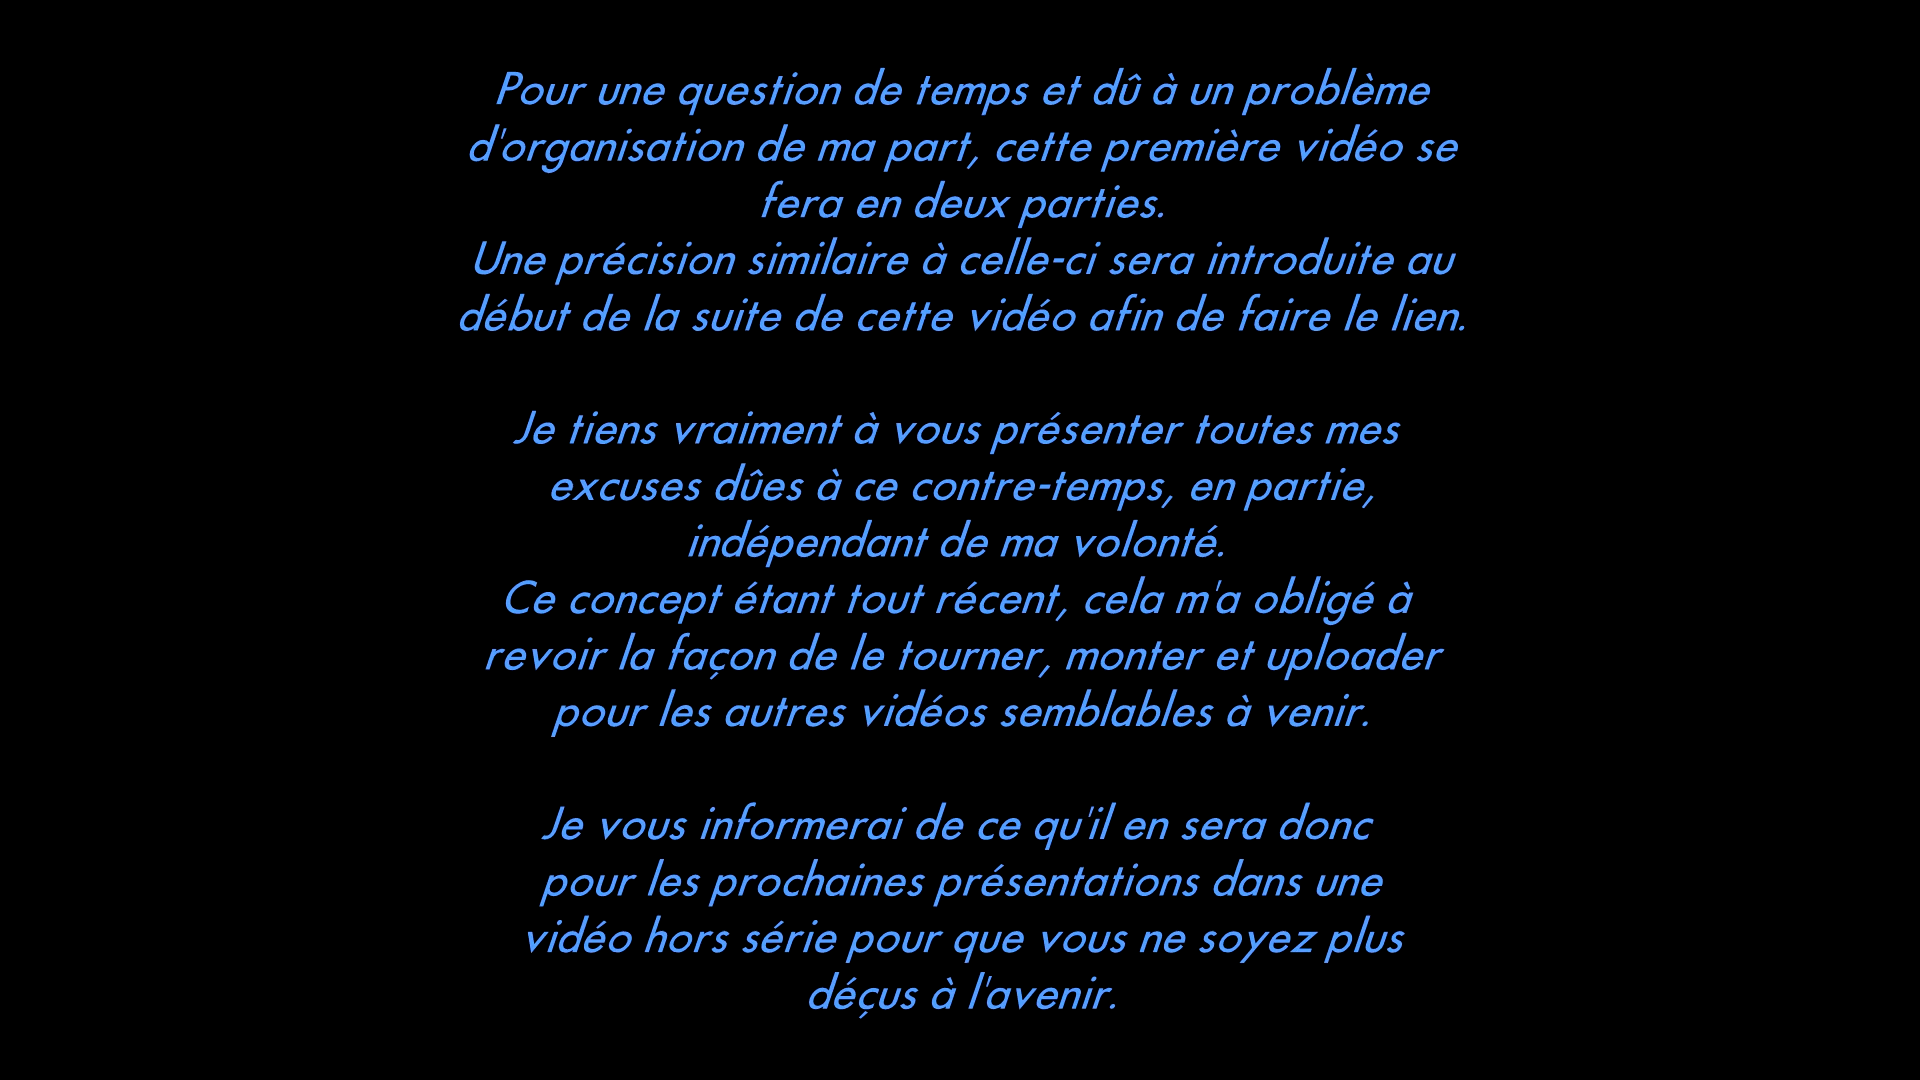 Pour une question de temps et dû à un problème
d'organisation de ma part, cette première vidéo se
fera en deux parties.
Une précision similaire à celle-ci sera introduite au
début de la suite de cette vidéo afin de faire le lien.
Je tiens vraiment à vous présenter toutes mes
excuses dûes à ce contre-temps, en partie,
indépendant de ma volonté.
Ce concept étant tout récent, cela m'a obligé à
revoir la façon de le tourner, monter et uploader
pour les autres vidéos semblables à venir.
Je vous informerai de ce qu'il en sera donc
pour les prochaines présentations dans une
vidéo hors série pour que vous ne soyez plus
déçus à l'avenir.